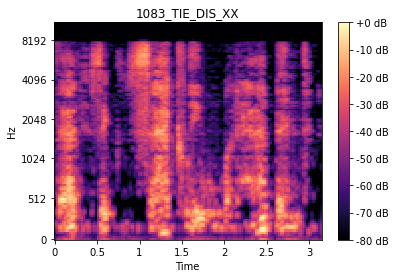 1083_TIE_DIS_XX
+0 dB
8192
-10 dB
4096
-20 dB
-30 dB
2048
Hz
-40 dB
1024
-50 dB
-60 dB
512
-70 dB
0
-80 dB
0 0.5 1 1.5 2 2.5 3
Time